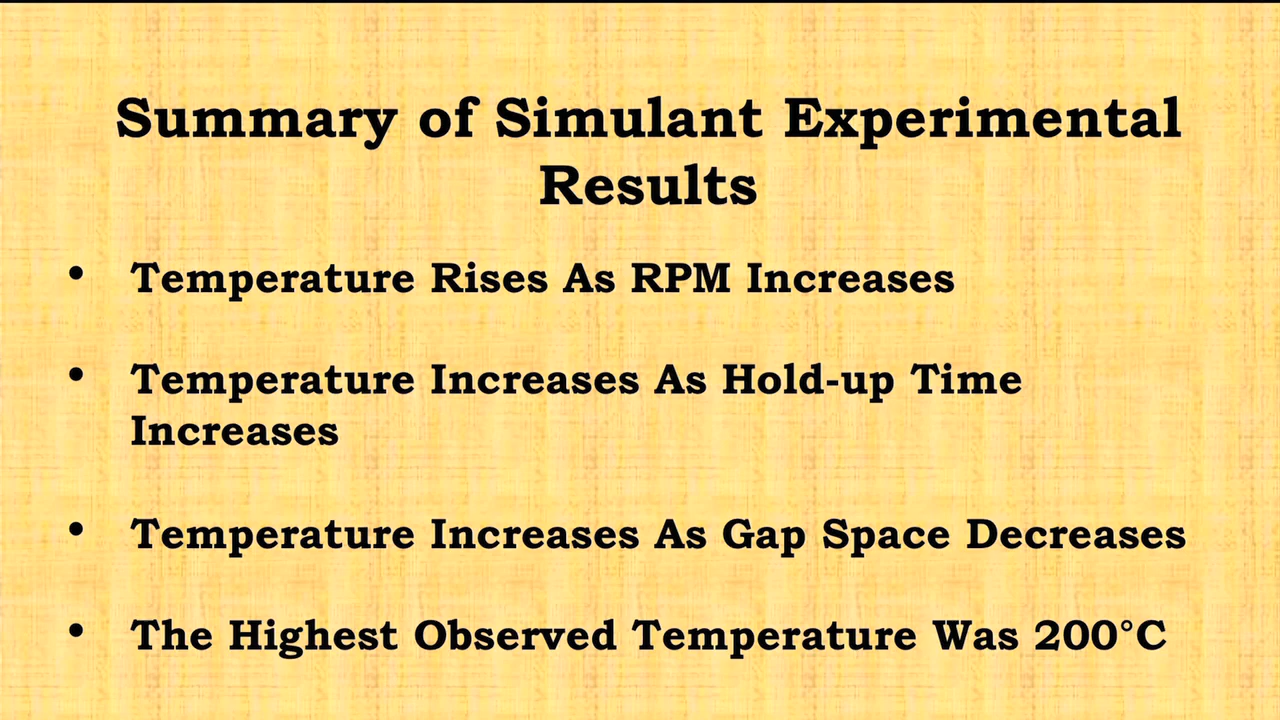 Summary of Simulant Experimental
Results
• Temperature Rises As RPM Increases
• Temperature Increases As Hold-up Time
Increases
• Temperature Increases As Gap Space Decreases
• The Highest Observed Temperature Was 200°C